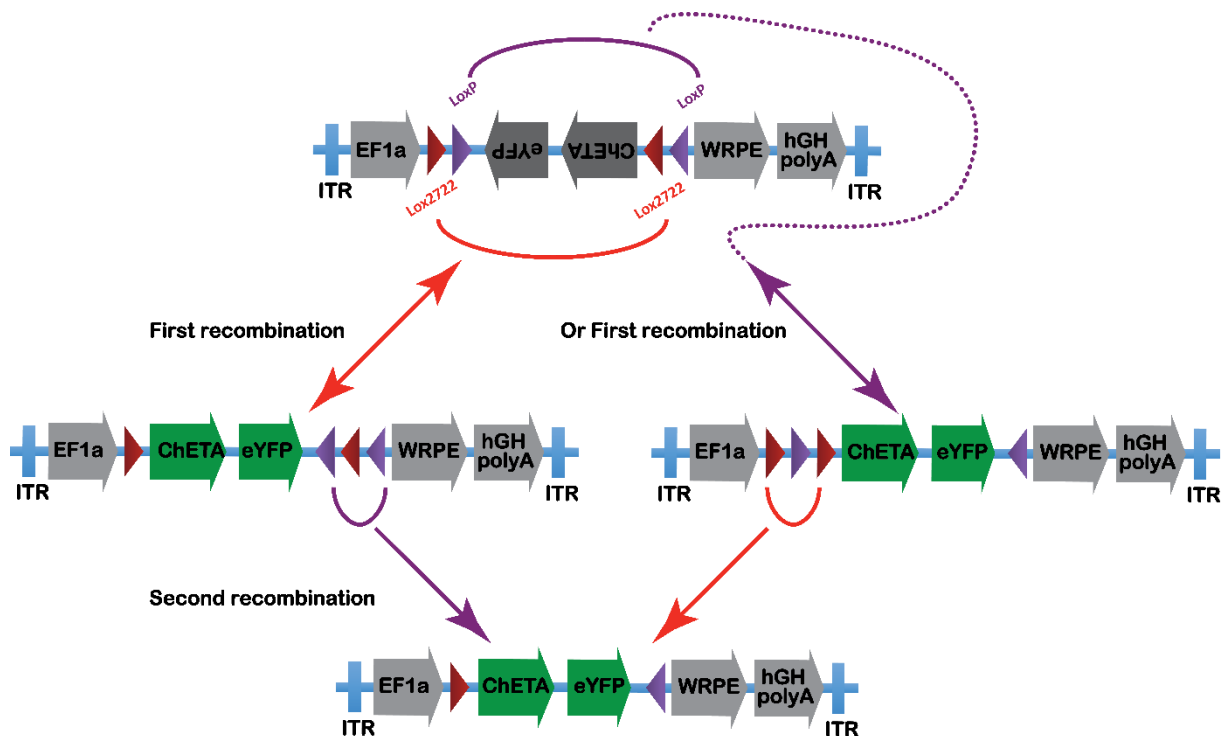 LoxP
LoxP
EF1a
eYFP
ChETA
WRPE
hGH
polyA
ITR
ITR
Lox2722
Lox2722
First recombination
Or First recombination
EF1a
ChETA
eYFP
WRPE
hGH
polyA
ITR
ITR
EF1a
ChETA
eYFP
WRPE
hGH
polyA
ITR
ITR
Second recombination
EF1a
ChETA
eYFP
WRPE
hGH
polyA
ITR
ITR